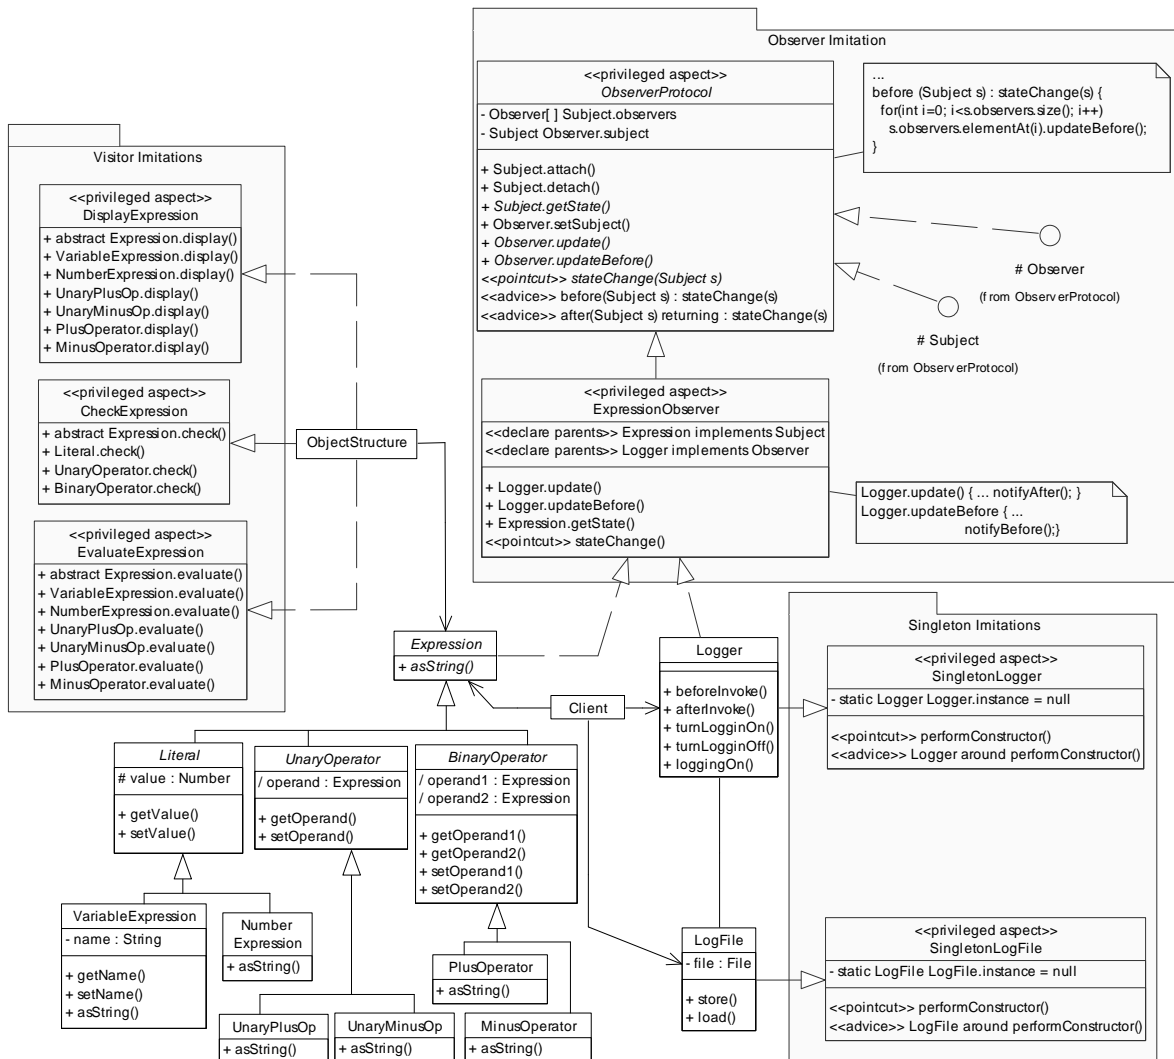 Observer Imitation
<<privileged aspect>>
ObserverProtocol
- Observer[ ] Subject.observers
- Subject Observer.subject
+ Subject.attach()
+ Subject.detach()
+ Subject.getState()
+ Observer.setSubject()
+ Observer.update()
+ Observer.updateBefore()
<<pointcut>> stateChange(Subject s)
<<advice>> before(Subject s) : stateChange(s)
<<advice>> after(Subject s) returning : stateChange(s)
...
before (Subject s) : stateChange(s) {
for(int i=0; i<s.observers.size(); i++)
s.observers.elementAt(i).updateBefore();
}
# Observer
(from ObserverProtocol)
# Subject
(from ObserverProtocol)
<<privileged aspect>>
ExpressionObserver
<<declare parents>> Expression implements Subject
<<declare parents>> Logger implements Observer
+ Logger.update()
+ Logger.updateBefore()
+ Expression.getState()
<<pointcut>> stateChange()
Logger.update() { ... notifyAfter(); }
Logger.updateBefore { ...
notifyBefore();}
Visitor Imitations
<<privileged aspect>>
DisplayExpression
+ abstract Expression.display()
+ VariableExpression.display()
+ NumberExpression.display()
+ UnaryPlusOp.display()
+ UnaryMinusOp.display()
+ PlusOperator.display()
+ MinusOperator.display()
<<privileged aspect>>
CheckExpression
+ abstract Expression.check()
+ Literal.check()
+ UnaryOperator.check()
+ BinaryOperator.check()
<<privileged aspect>>
EvaluateExpression
+ abstract Expression.evaluate()
+ VariableExpression.evaluate()
+ NumberExpression.evaluate()
+ UnaryPlusOp.evaluate()
+ UnaryMinusOp.evaluate()
+ PlusOperator.evaluate()
+ MinusOperator.evaluate()
ObjectStructure
Expression
+ asString()
Client
Logger
+ beforeInvoke()
+ afterInvoke()
+ turnLogginOn()
+ turnLogginOff()
+ loggingOn()
Singleton Imitations
<<privileged aspect>>
SingletonLogger
- static Logger Logger.instance = null
<<pointcut>> performConstructor()
<<advice>> Logger around performConstructor()
Literal
# value : Number
+ getValue()
+ setValue()
UnaryOperator
/ operand : Expression
+ getOperand()
+ setOperand()
BinaryOperator
/ operand1 : Expression
/ operand2 : Expression
+ getOperand1()
+ getOperand2()
+ setOperand1()
+ setOperand2()
VariableExpression
- name : String
+ getName()
+ setName()
+ asString()
Number
Expression
+ asString()
UnaryPlusOp
+ asString()
UnaryMinusOp
+ asString()
PlusOperator
+ asString()
MinusOperator
+ asString()
LogFile
- file : File
+ store()
+ load()
<<privileged aspect>>
SingletonLogFile
- static LogFile LogFile.instance = null
<<pointcut>> performConstructor()
<<advice>> LogFile around performConstructor()